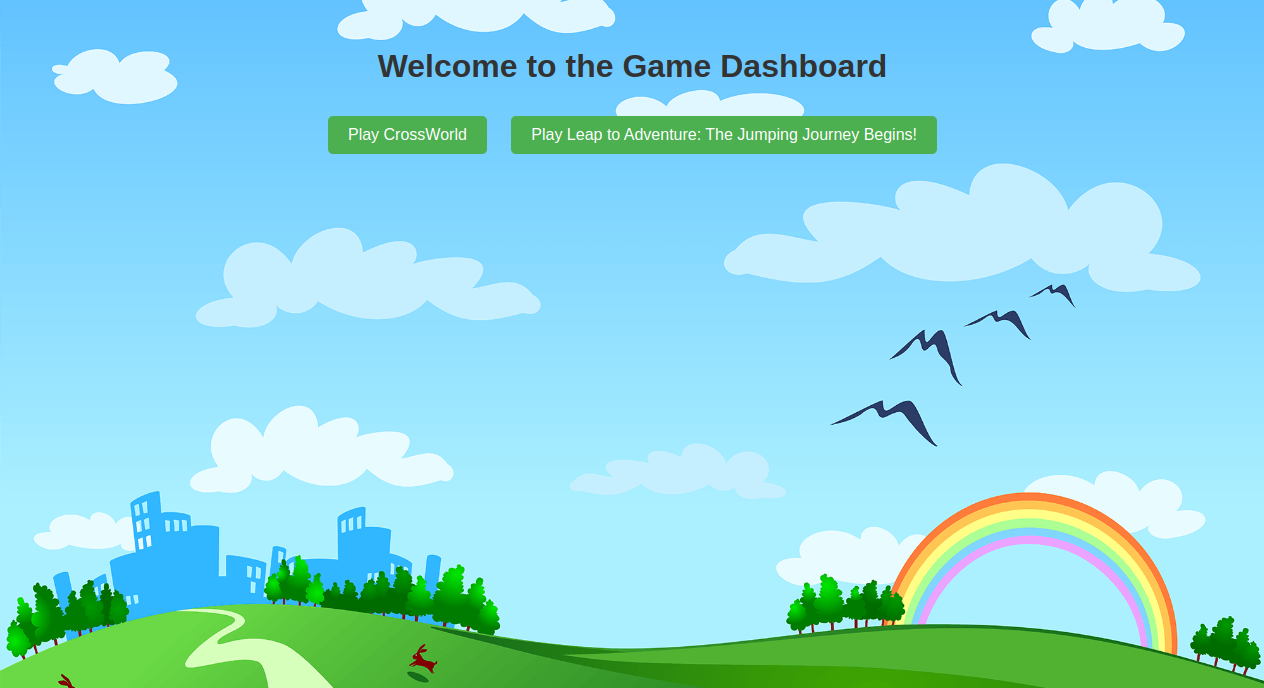 Welcome to the Game Dashboard
Play CrossWorld
Play Leap to Adventure: The Jumping Journey Begins!